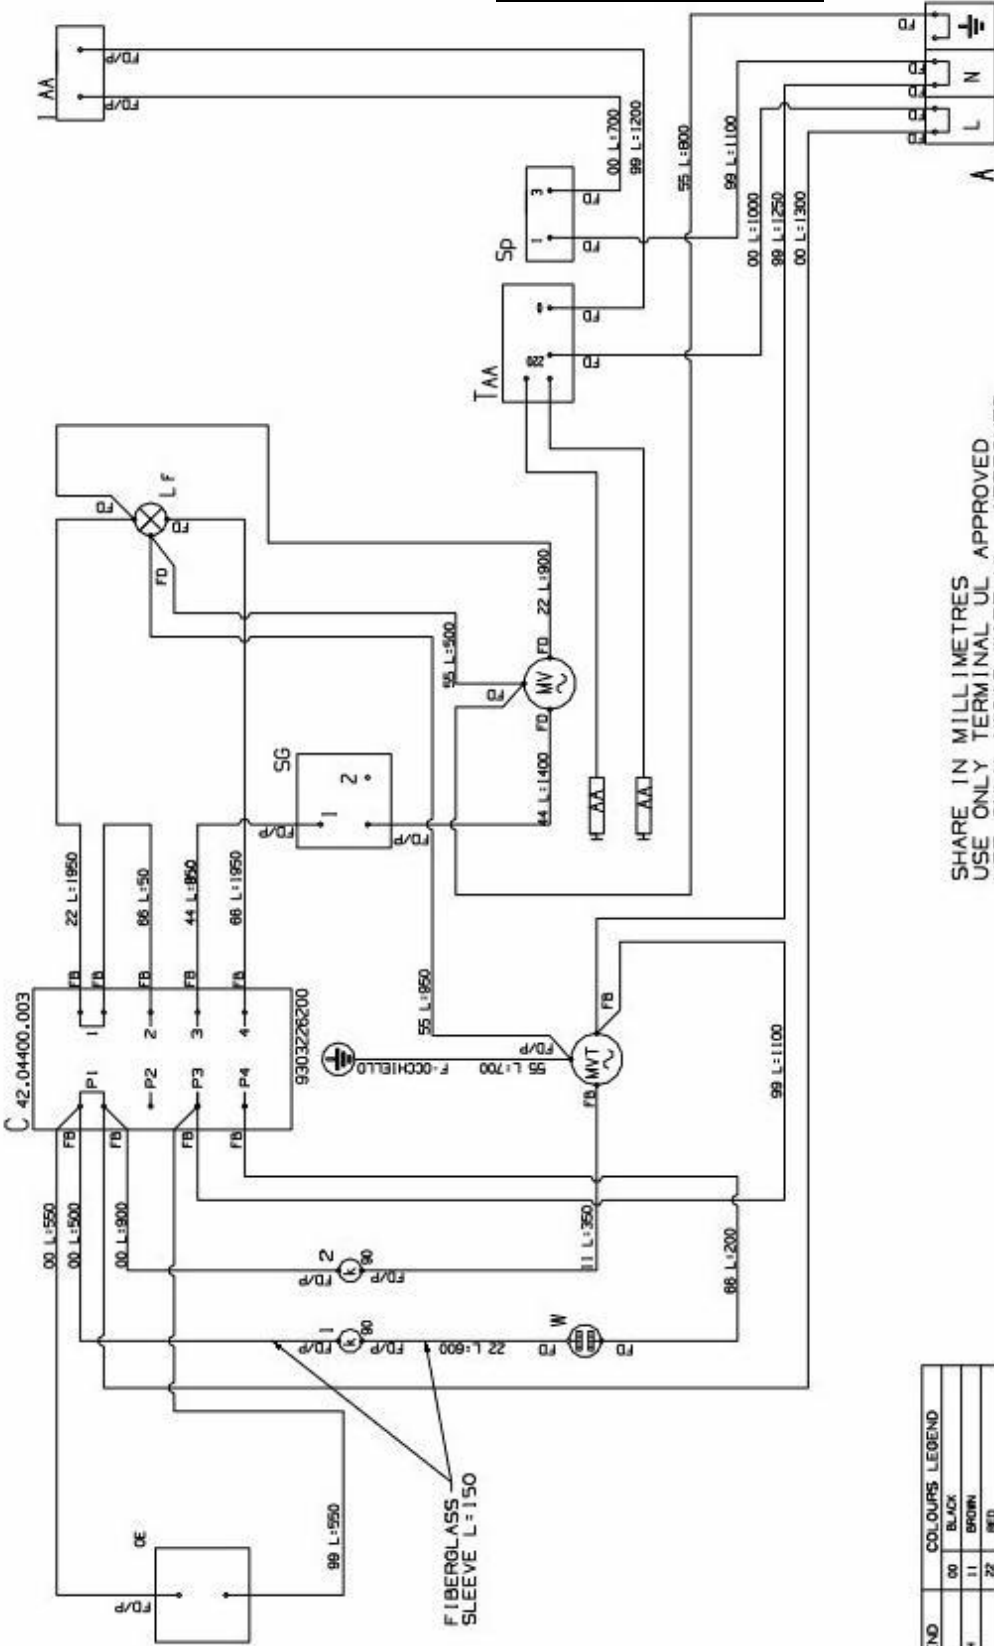 I AA
FD/P
FD/P
FD
A
L
N
FD
FD
FD
FD
00 L=700
99 L=1200
55 L=800
99 L=1100
00 L=1000
99 L=1250
00 L=1300
Sp
1
3
FD
FD
TAA
220
0
FD
FD
LF
FD
FD
FD
22 L=900
55 L=500
FD
FD
MV
FD
44 L=1400
SG
1
2
FD/P
FD/P
AA
AA
22 L=1950
66 L=50
44 L=850
66 L=1950
FB
FB
FB
FB
FB
C 42.04400.003
1
2
3
4
P1
P2
P3
P4
9303226200
FB
FB
FB
FB
55 L=950
F-OCCHIELLO
55 L=700
FD/P
MVT
FB
FB
99 L=1100
00 L=550
00 L=500
00 L=900
11 L=350
66 L=200
2
k
90
FD/P
FD/P
1
k
90
FD/P
FD/P
22 L=600
W
FD
FD
FIBERGLASS
SLEEVE L=150
OE
FD/P
99 L=550
SHARE IN MILLIMETRES
USE ONLY TERMINAL UL APPROVED
COLOURS LEGEND
00 BLACK
11 BROWN
22 RED